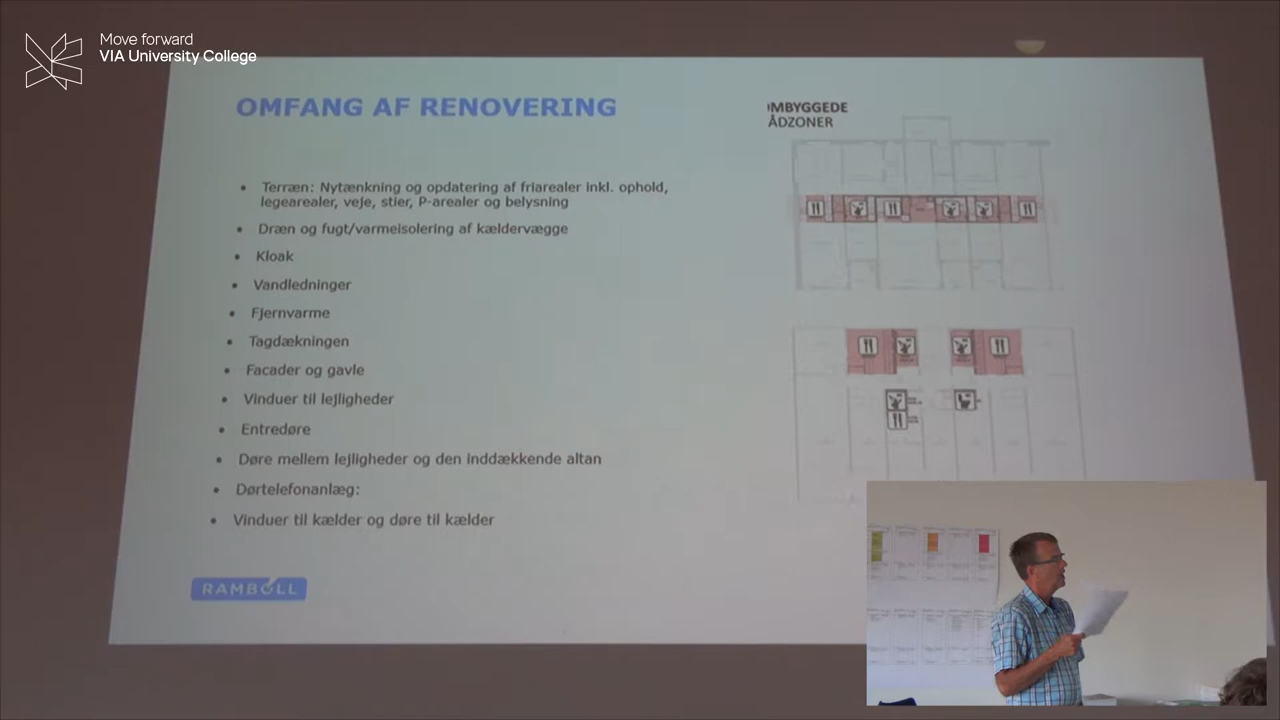 Move forward
VIA University College
OMFANG AF RENOVERING
MBYGGEDE
ÅDZONER
• Terræn: Nytænkning og opdatering af friarealer inkl. ophold,
legearealer, veje, stier, P-arealer og belysning
• Dræn og fugt/varmeisolering af kældervægge
• Kloak
• Vandledninger
• Fjernvarme
• Tagdækningen
• Facader og gavle
• Vinduer til lejligheder
• Entredøre
• Døre mellem lejligheder og den inddækkende altan
• Dørtelefonanlæg:
• Vinduer til kælder og døre til kælder
RAMBOLL